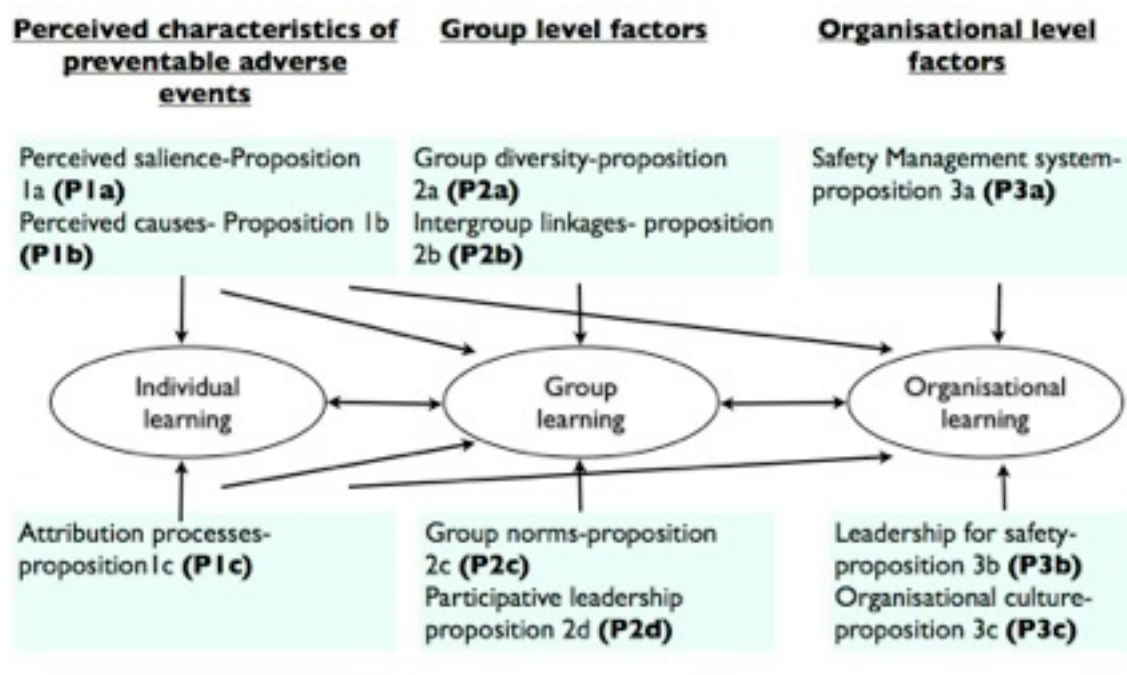 Perceived characteristics of
preventable adverse
events
Group level factors
Organisational level
factors
Perceived salience-Proposition
1a (P1a)
Perceived causes- Proposition 1b
(P1b)
Group diversity-proposition
2a (P2a)
Intergroup linkages- proposition
2b (P2b)
Safety Management system-
proposition 3a (P3a)
Individual
learning
Group
learning
Organisational
learning
Attribution processes-
proposition1c (P1c)
Group norms-proposition
2c (P2c)
Participative leadership
proposition 2d (P2d)
Leadership for safety-
proposition 3b (P3b)
Organisational culture-
proposition 3c (P3c)